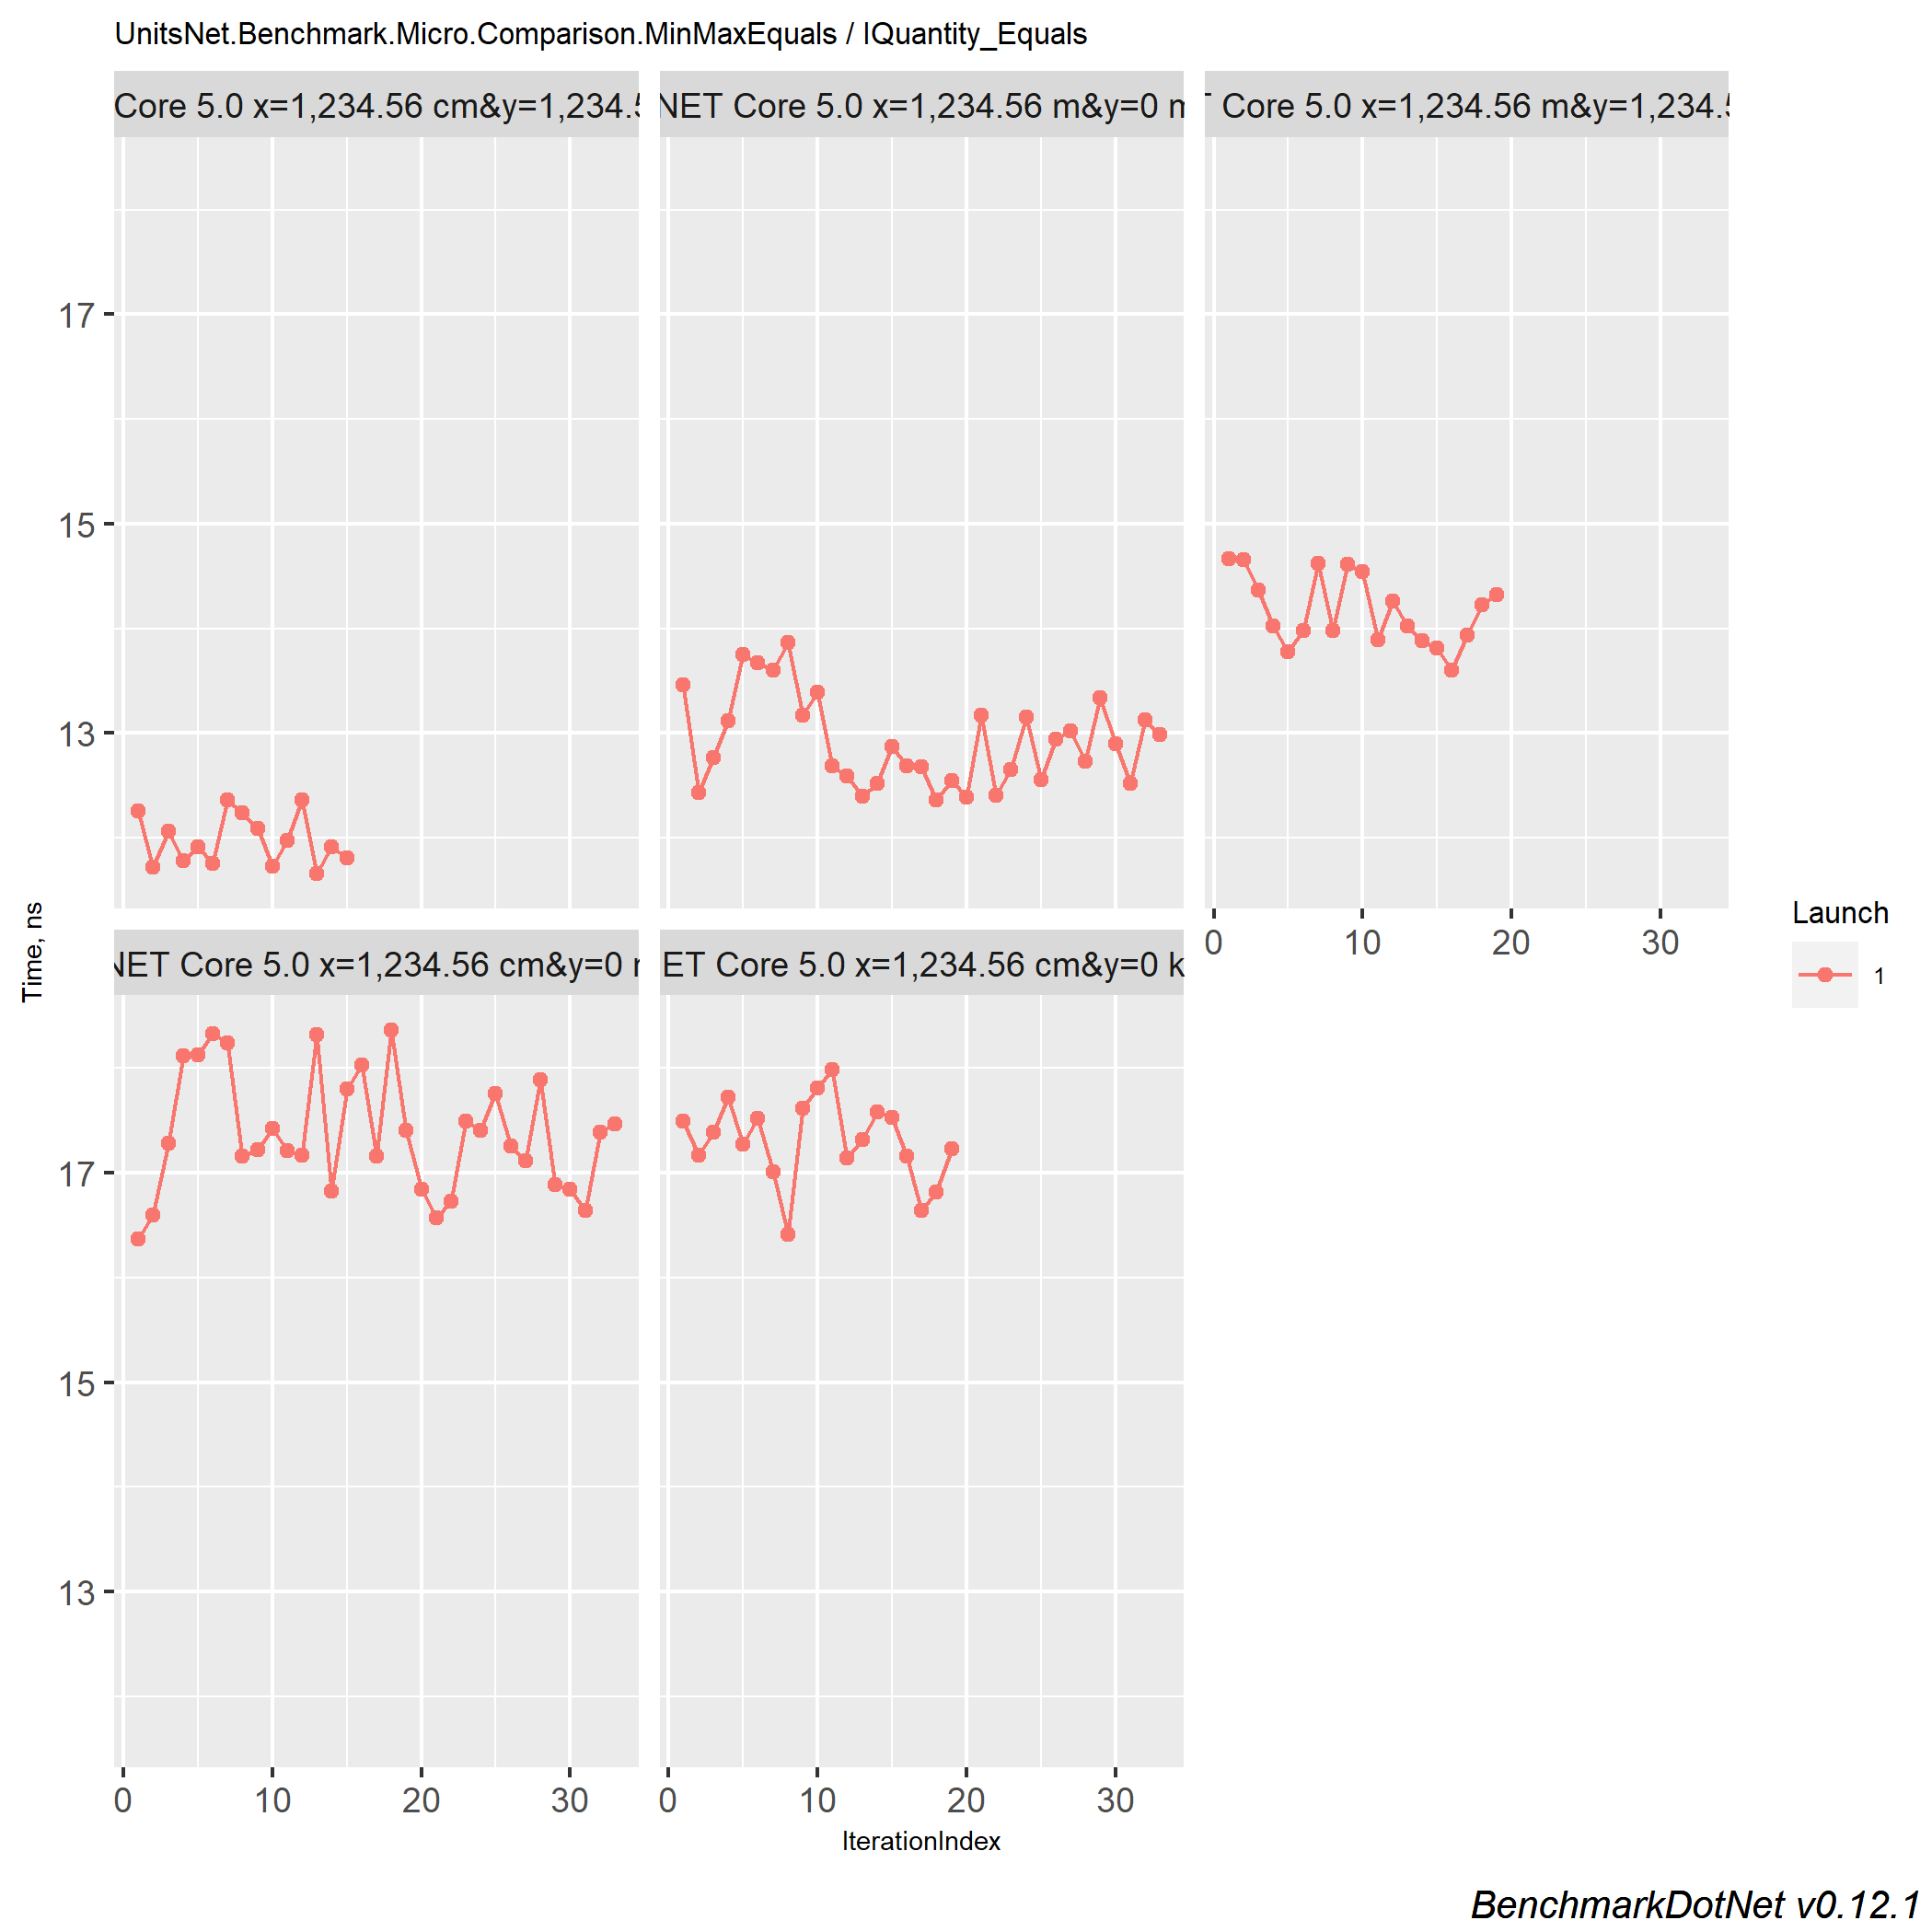 UnitsNet.Benchmark.Micro.Comparison.MinMaxEquals / IQuantity_Equals
Core 5.0 x=1,234.56 cm&y=1,234.5
NET Core 5.0 x=1,234.56 m&y=0 m
T Core 5.0 x=1,234.56 m&y=1,234.5
17
15
13
0 10 20 30
NET Core 5.0 x=1,234.56 cm&y=0
ET Core 5.0 x=1,234.56 cm&y=0 k
17
15
13
0 10 20 30
0 10 20 30
Time, ns
IterationIndex
Launch
1
BenchmarkDotNet v0.12.1